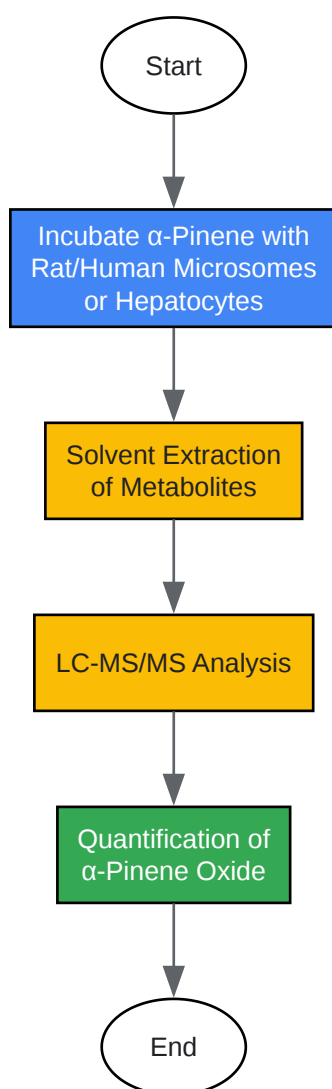 Start
Incubate α-Pinene with
Rat/Human Microsomes
or Hepatocytes
Solvent Extraction
of Metabolites
LC-MS/MS Analysis
Quantification of
α-Pinene Oxide
End